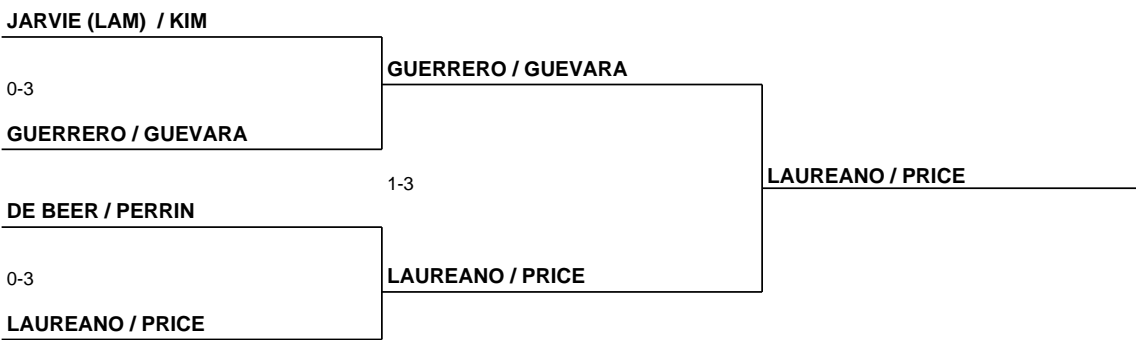 JARVIE (LAM) / KIM
0-3
GUERRERO / GUEVARA
DE BEER / PERRIN
0-3
LAUREANO / PRICE
GUERRERO / GUEVARA
1-3
LAUREANO / PRICE
LAUREANO / PRICE